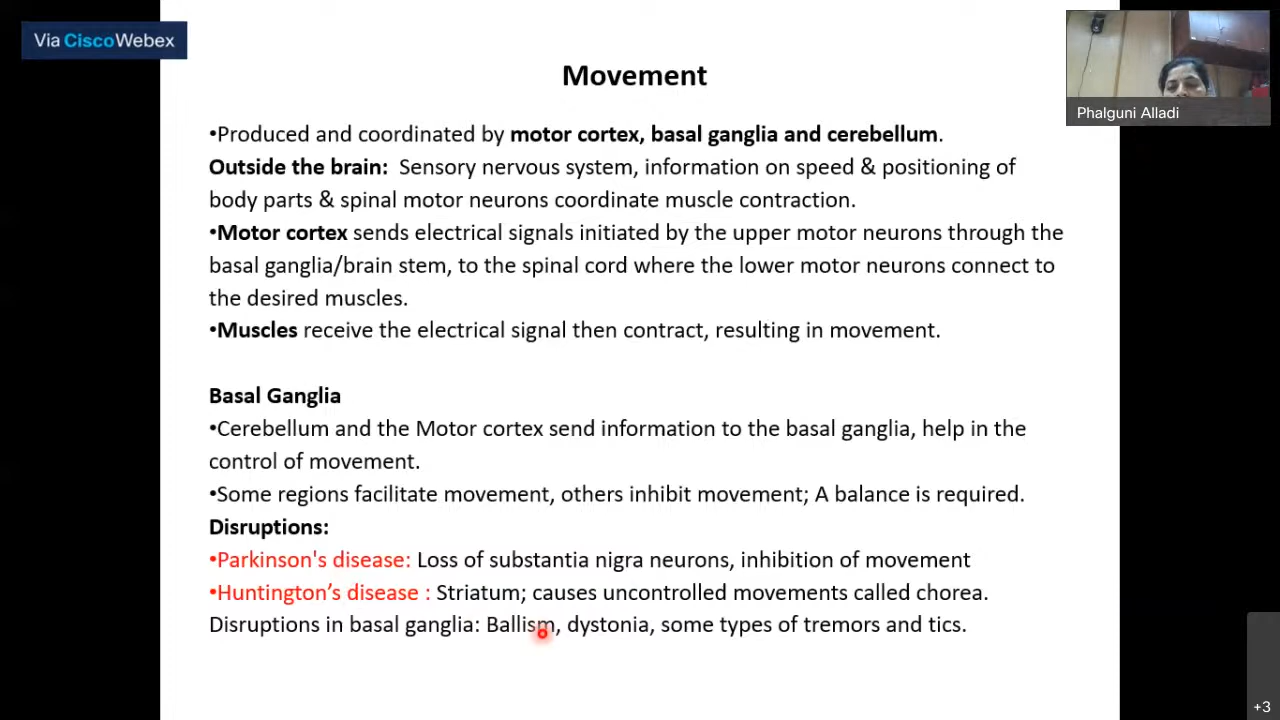 Via Cisco Webex
Phalguni Alladi
Movement
•Produced and coordinated by motor cortex, basal ganglia and cerebellum.
Outside the brain: Sensory nervous system, information on speed & positioning of
body parts & spinal motor neurons coordinate muscle contraction.
•Motor cortex sends electrical signals initiated by the upper motor neurons through the
basal ganglia/brain stem, to the spinal cord where the lower motor neurons connect to
the desired muscles.
•Muscles receive the electrical signal then contract, resulting in movement.
Basal Ganglia
•Cerebellum and the Motor cortex send information to the basal ganglia, help in the
control of movement.
•Some regions facilitate movement, others inhibit movement; A balance is required.
Disruptions:
•Parkinson's disease: Loss of substantia nigra neurons, inhibition of movement
•Huntington’s disease : Striatum; causes uncontrolled movements called chorea.
Disruptions in basal ganglia: Ballism, dystonia, some types of tremors and tics.
+3